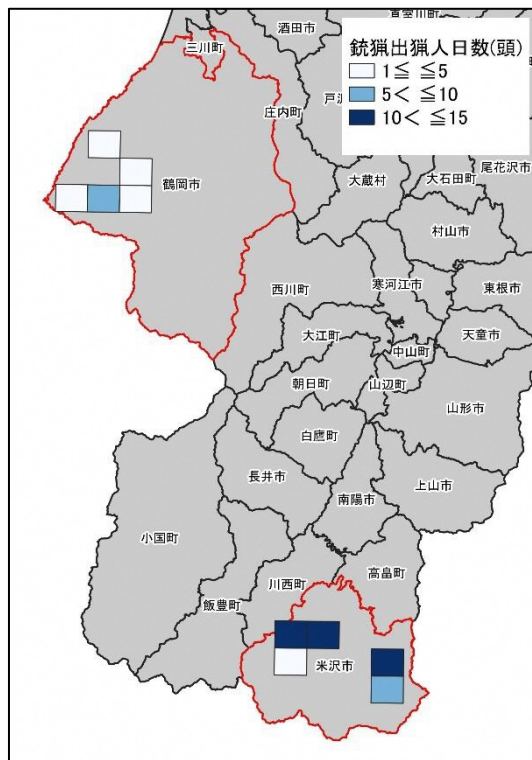 酒田市
真室川町
銃猟出猟人日数(頭)
1≦ ≦5
5< ≦10
10< ≦15
三川町
庄内町
戸沢
鶴岡市
大蔵村
大石田町
尾花沢市
村山市
西川町
寒河江市
東根市
大江町
中山町
天童市
朝日町
山辺町
山形市
白鷹町
長井市
南陽市
上山市
小国町
川西町
高畠町
飯豊町
米沢市